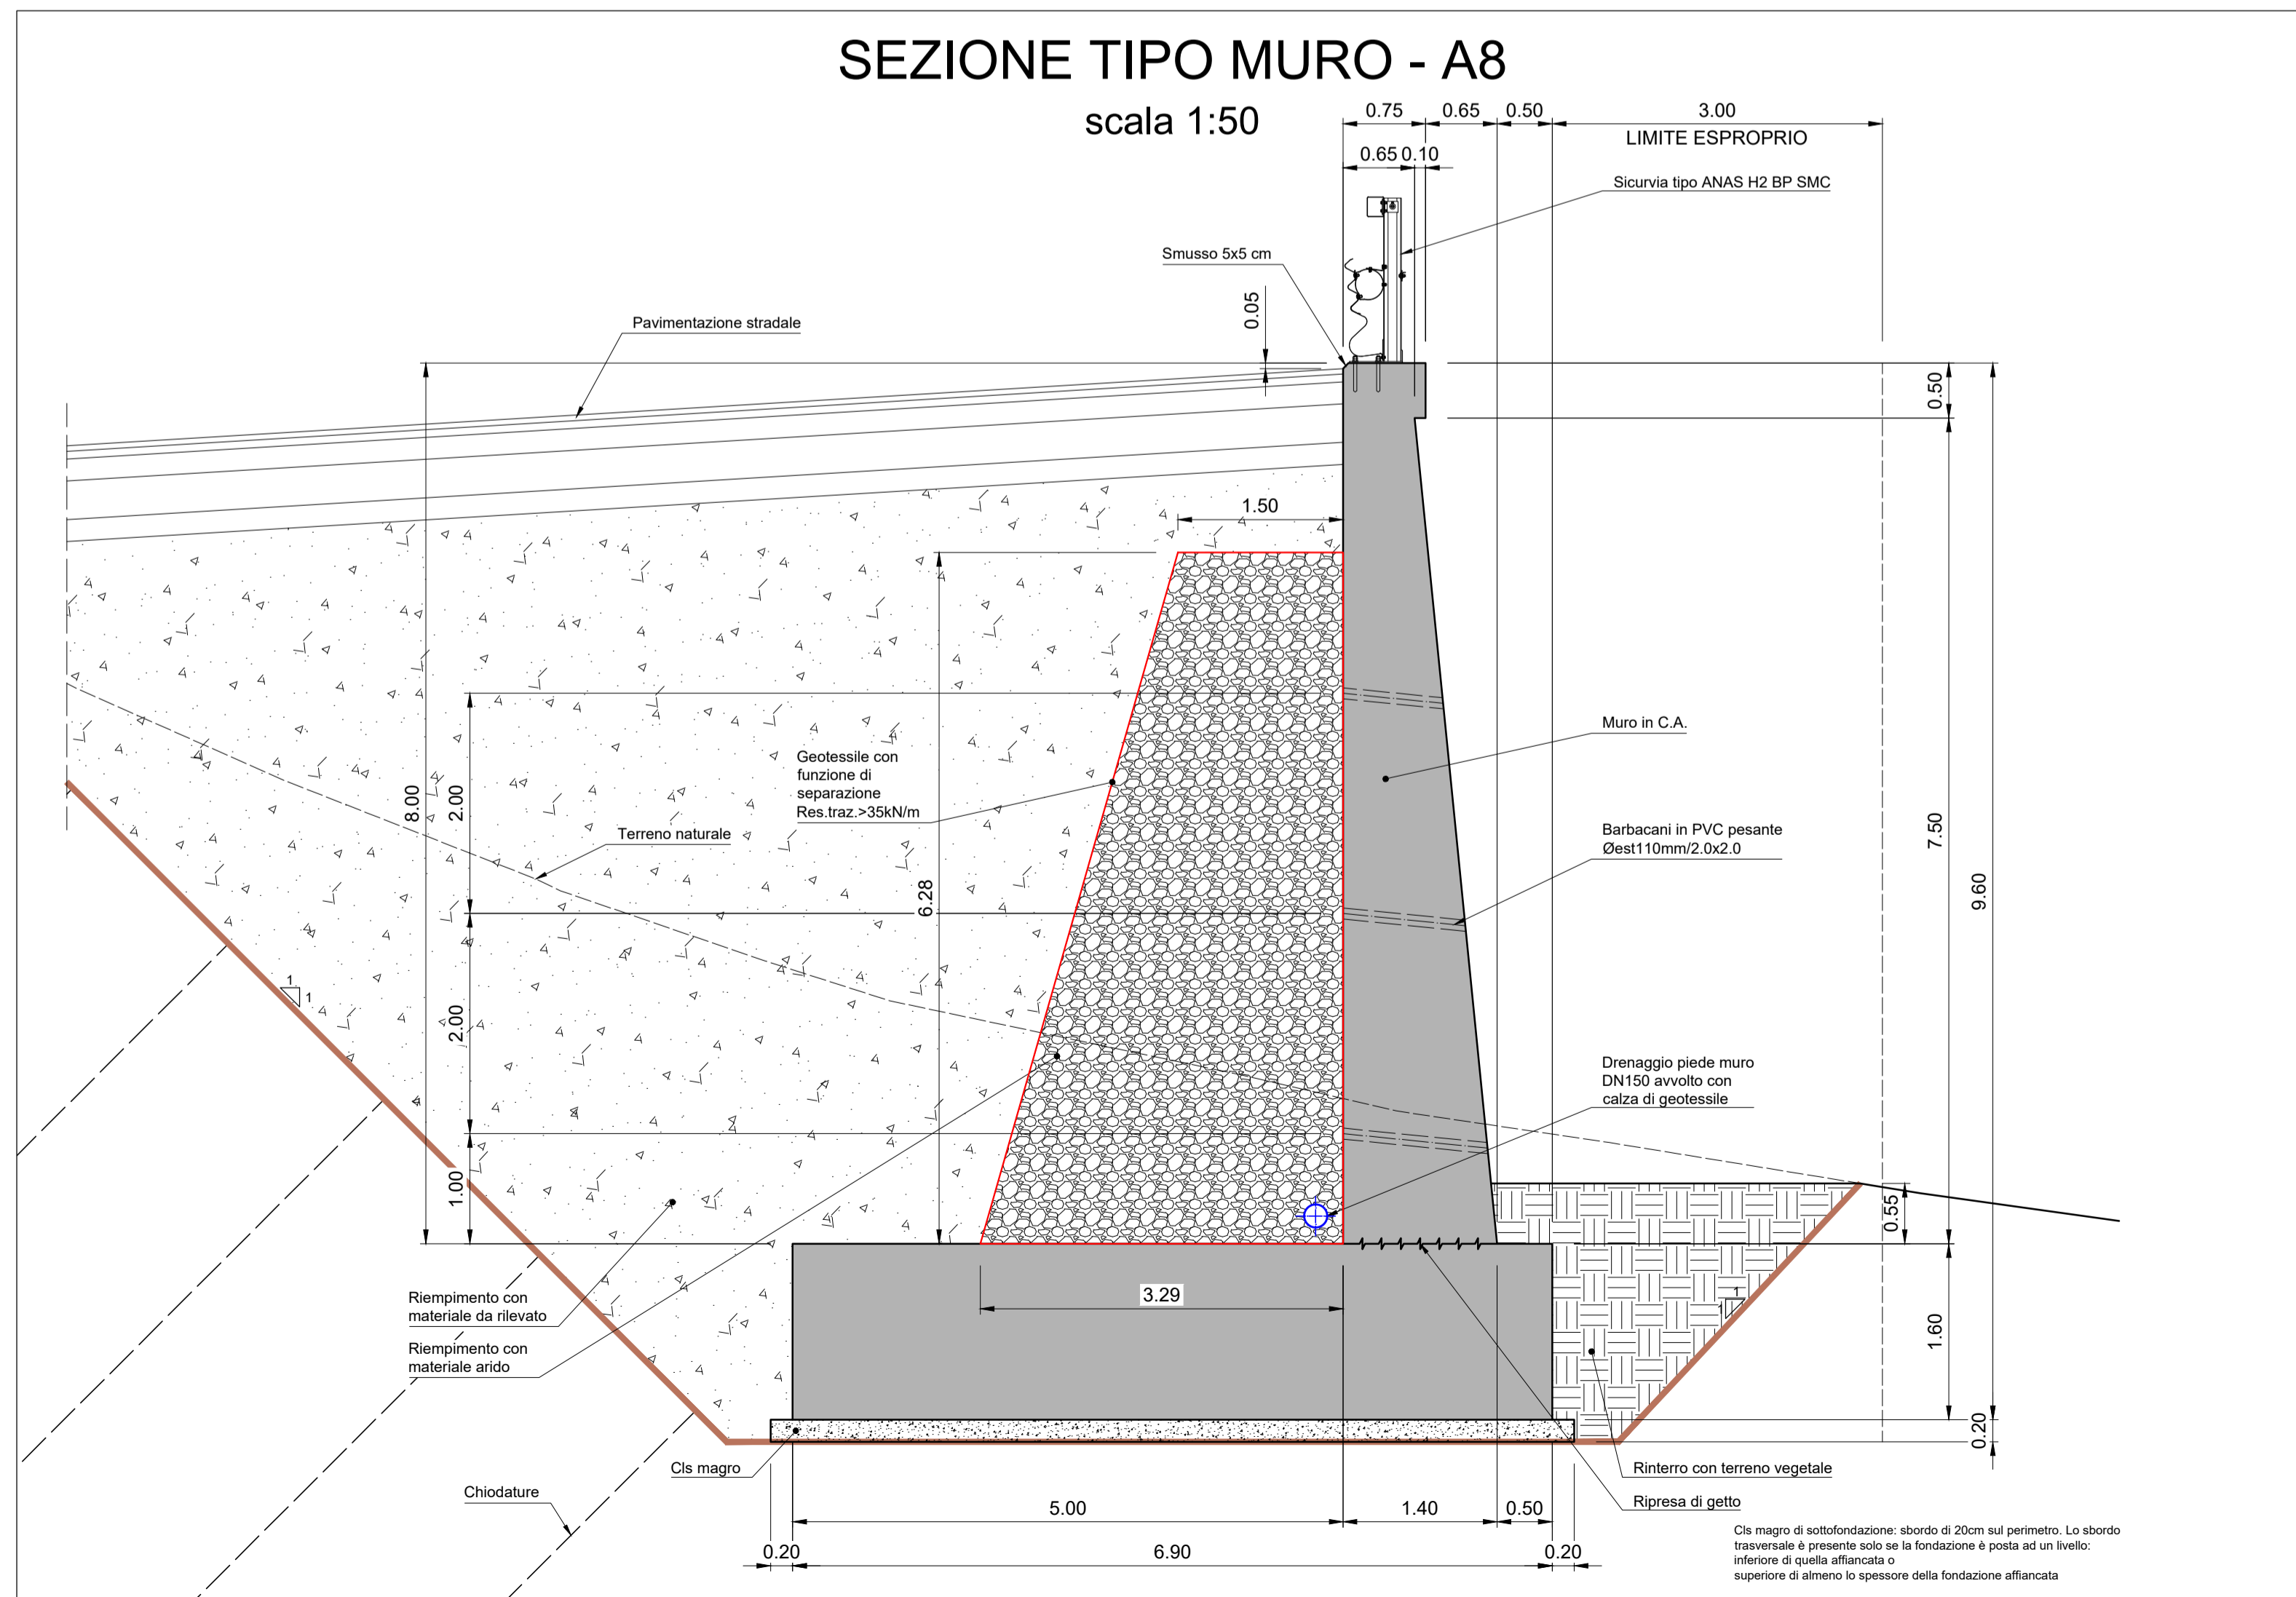 SEZIONE TIPO MURO - A8
scala 1:50
0.75
0.65
0.50
3.00
LIMITE ESPROPRIO
0.65
0.10
Sicurvia tipo ANAS H2 BP SMC
Smusso 5x5 cm
0.05
Pavimentazione stradale
0.50
1.50
Muro in C.A.
Geotessile con
funzione di
separazione
Res.traz.>35kN/m
8.00
2.00
Terreno naturale
Barbacani in PVC pesante
Øest110mm/2.0x2.0
7.50
6.28
9.60
1
1
2.00
Drenaggio piede muro
DN150 avvolto con
calza di geotessile
1.00
0.55
3.29
1
1
Riempimento con
materiale da rilevato
1.60
Riempimento con
materiale arido
0.20
Cls magro
Rinterro con terreno vegetale
Chiodature
Ripresa di getto
5.00
1.40
0.50
0.20
6.90
0.20
Cls magro di sottofondazione: sbordo di 20cm sul perimetro. Lo sbordo
trasversale è presente solo se la fondazione è posta ad un livello:
inferiore di quella affiancata o
superiore di almeno lo spessore della fondazione affiancata